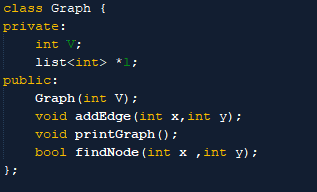 class Graph {
private:
    int V;
    list<int> *l;
public:
    Graph(int V);
    void addEdge(int x,int y);
    void printGraph();
    bool findNode(int x ,int y);
};